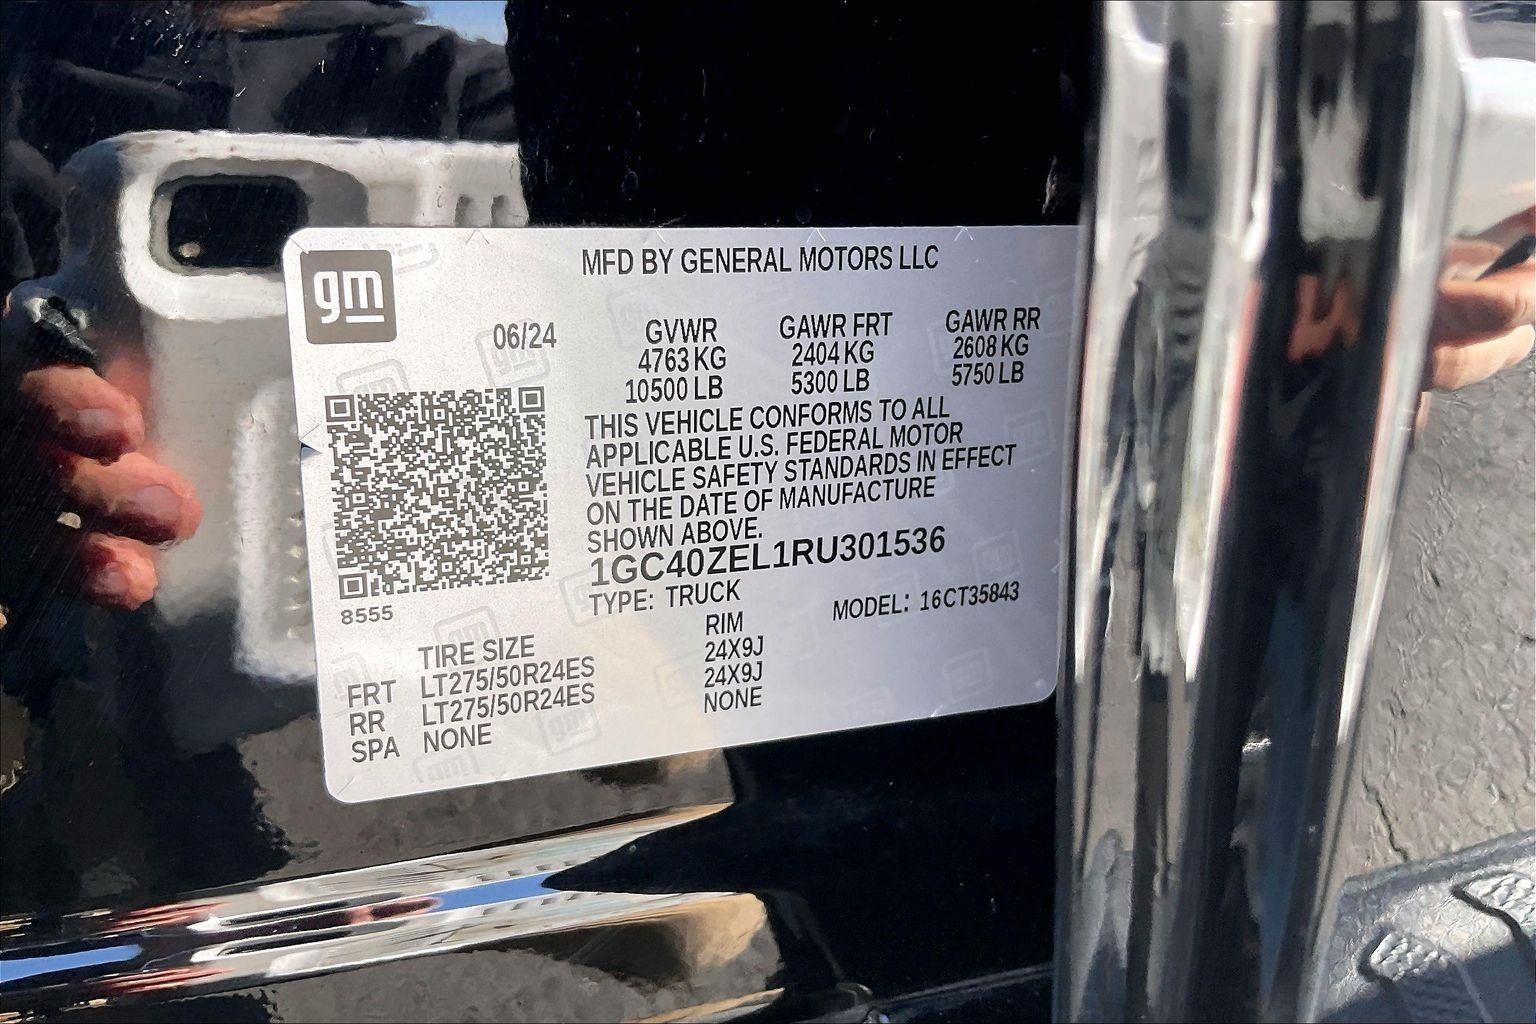 gm
MFD BY GENERAL MOTORS LLC
06/24
GVWR GAWR FRT GAWR RR
4763 KG 2404 KG 2608 KG
10500 LB 5300 LB 5750 LB
THIS VEHICLE CONFORMS TO ALL
APPLICABLE U.S. FEDERAL MOTOR
VEHICLE SAFETY STANDARDS IN EFFECT
ON THE DATE OF MANUFACTURE
SHOWN ABOVE.
1GC40ZEL1RU301536
TYPE: TRUCK MODEL: 16CT35843
8555
TIRE SIZE RIM
FRT LT275/50R24ES 24X9J
RR LT275/50R24ES 24X9J
SPA NONE NONE